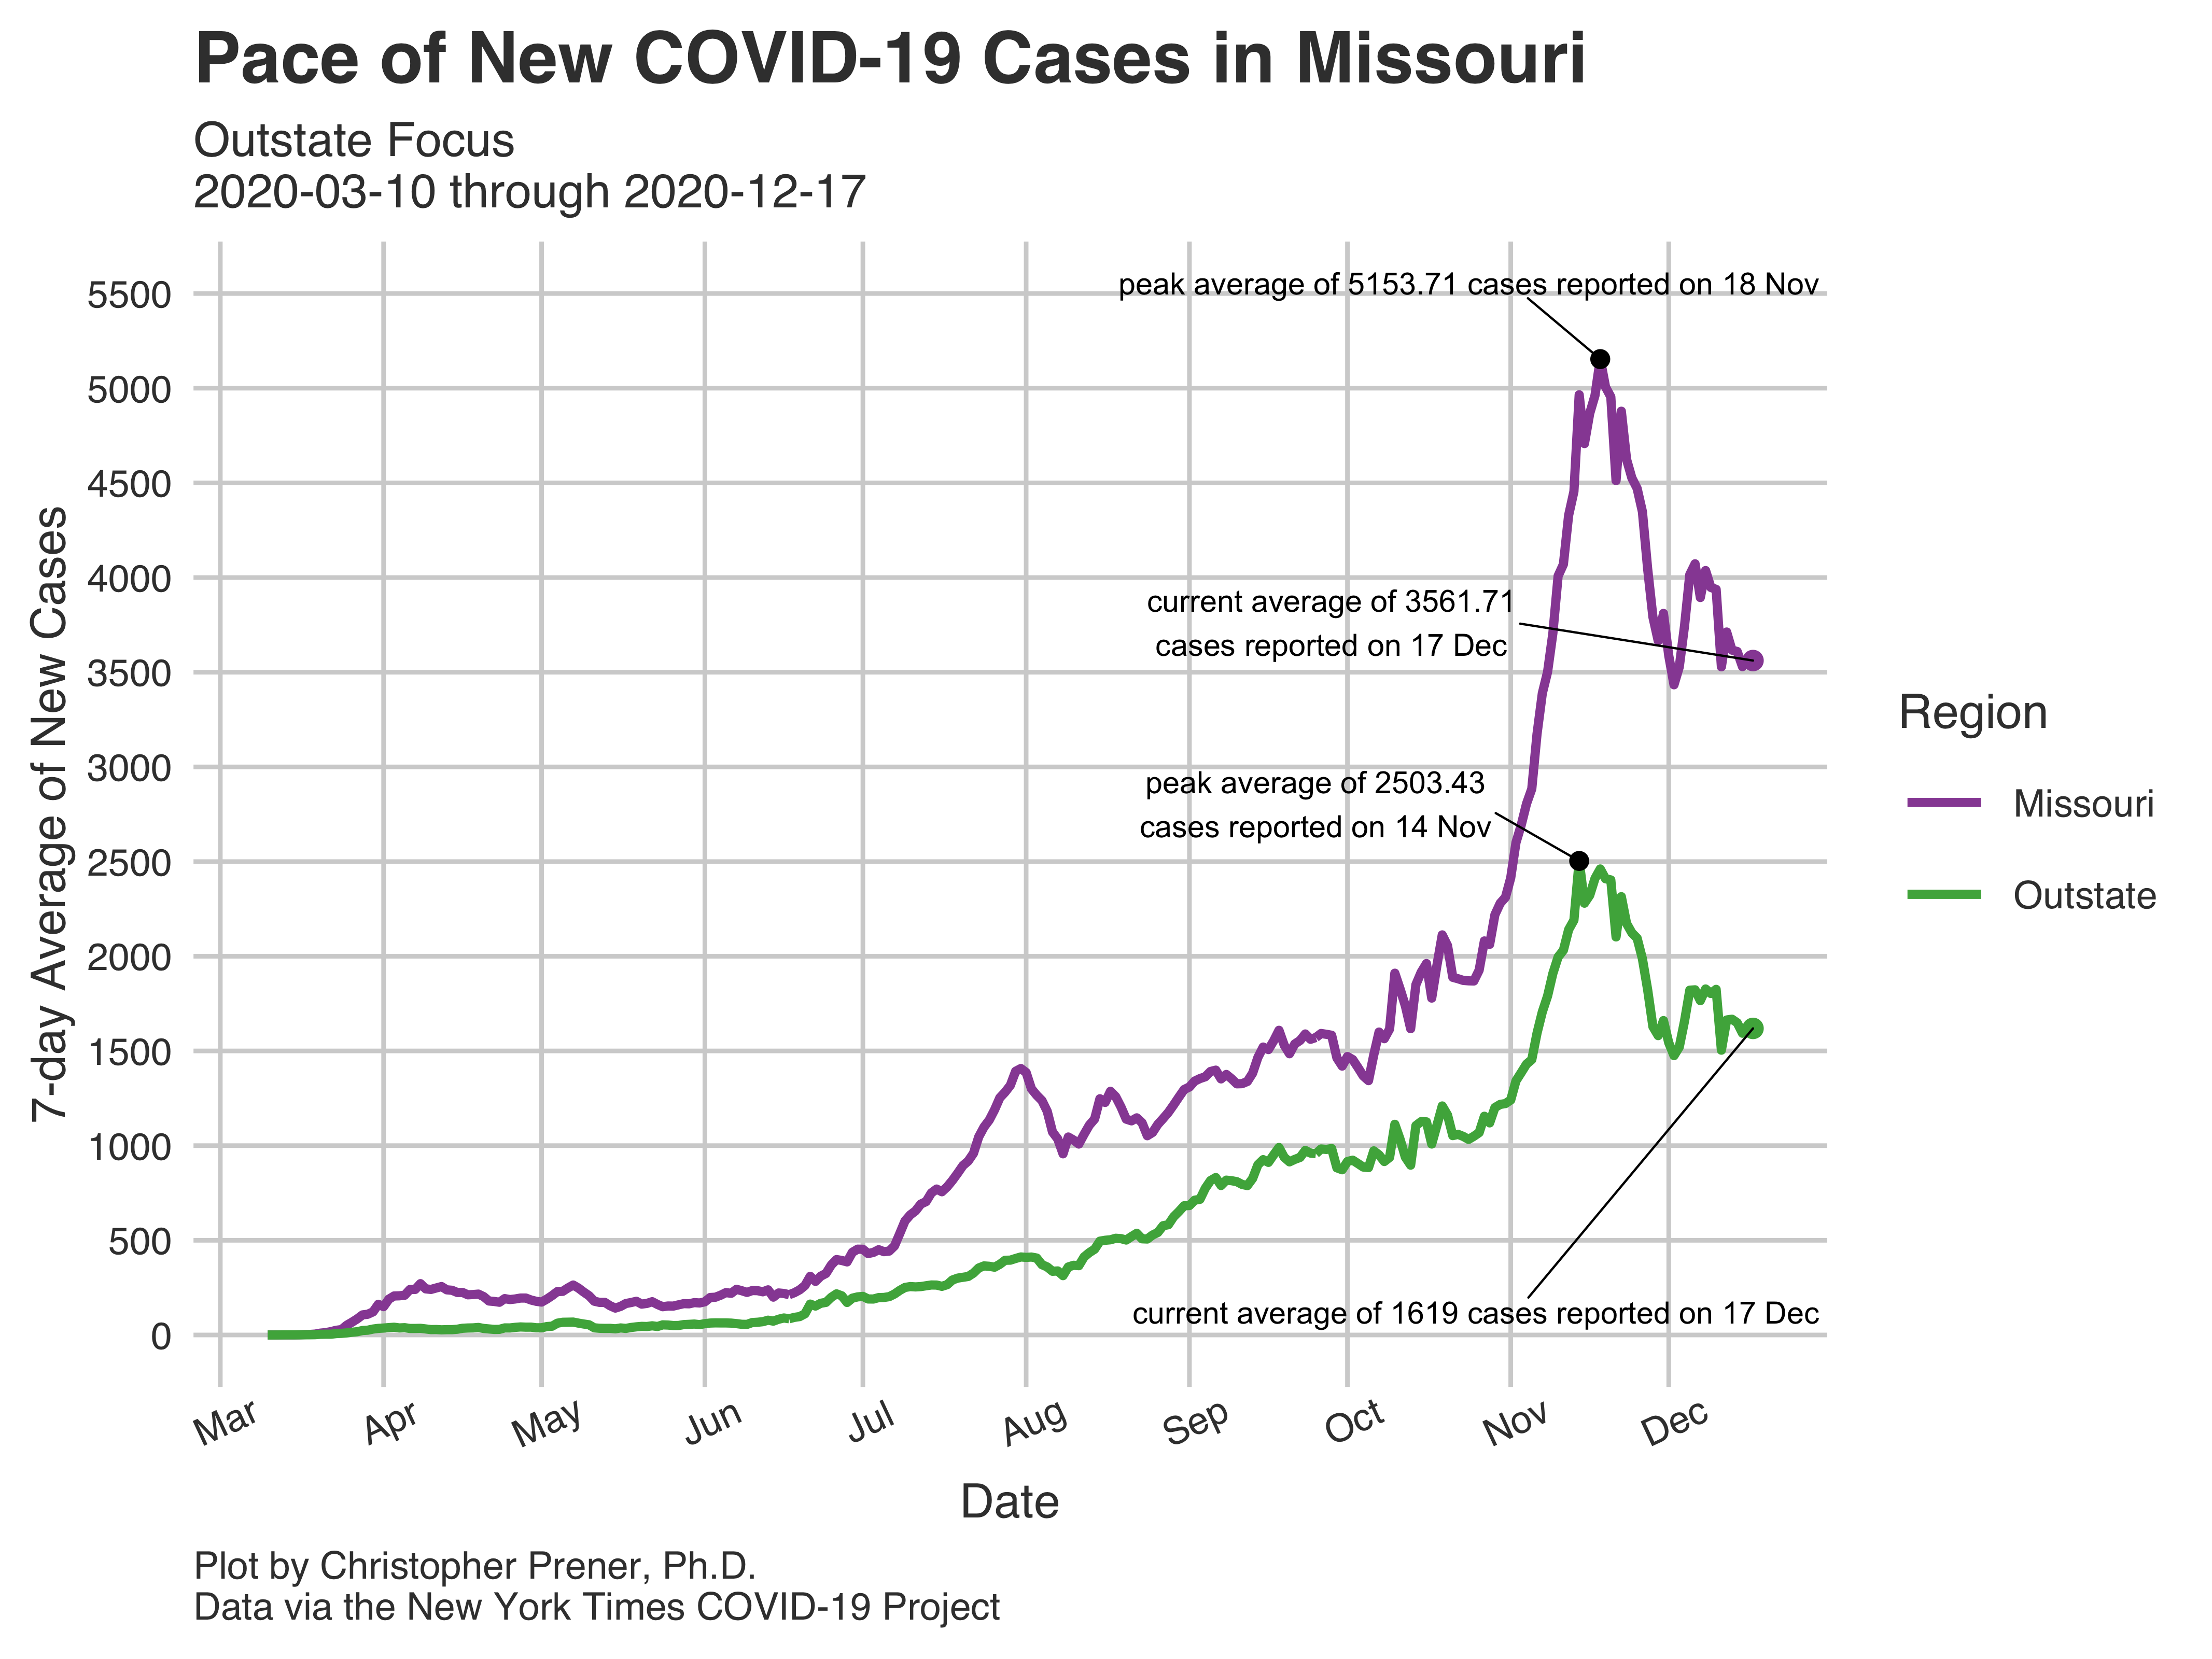 Pace of New COVID-19 Cases in Missouri
Outstate Focus
2020-03-10 through 2020-12-17
7-day Average of New Cases
5500
5000
4500
4000
3500
3000
2500
2000
1500
1000
500
0
peak average of 5153.71 cases reported on 18 Nov
current average of 3561.71
cases reported on 17 Dec
peak average of 2503.43
cases reported on 14 Nov
current average of 1619 cases reported on 17 Dec
Region
Missouri
Outstate
Mar
Apr
May
Jun
Jul
Aug
Sep
Oct
Nov
Dec
Date
Plot by Christopher Prener, Ph.D.
Data via the New York Times COVID-19 Project